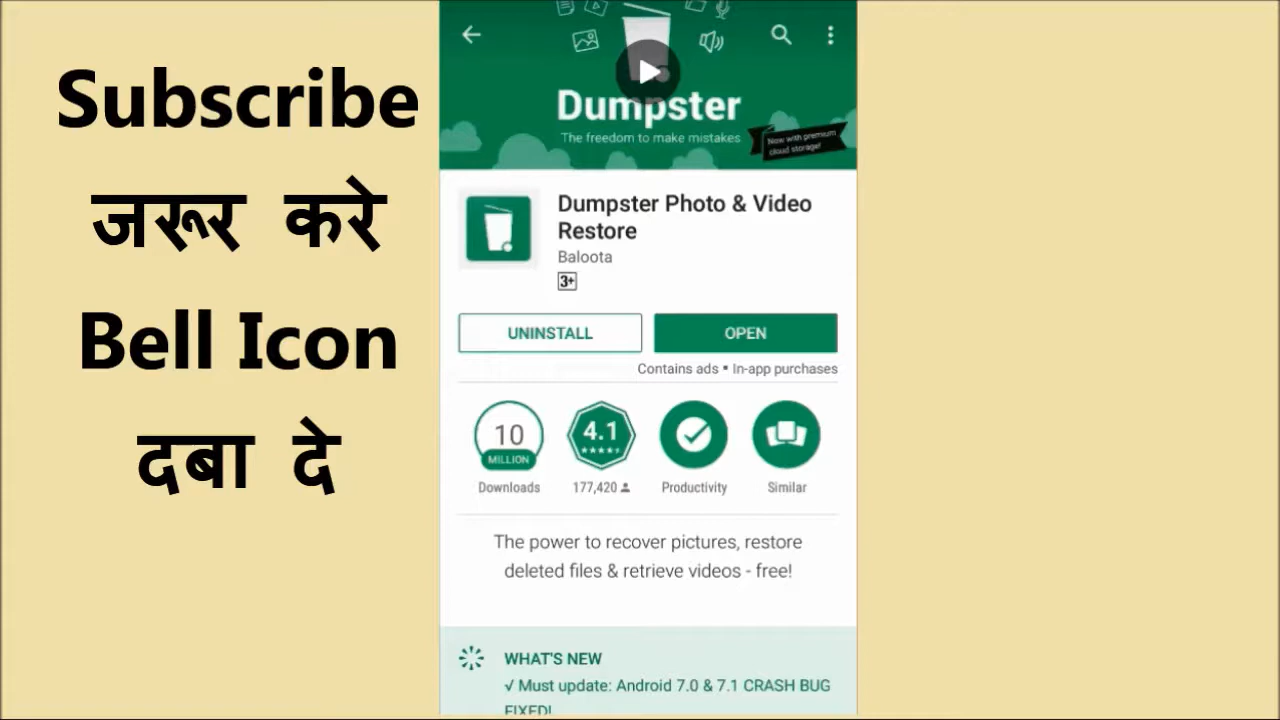 Subscribe
जरूर करे
Bell Icon
दबा दे
Dumpster
The freedom to make mistakes
Now with premium
cloud storage!
Dumpster Photo & Video
Restore
Baloota
3+
UNINSTALL
OPEN
Contains ads • In-app purchases
10
MILLION
Downloads
4.1
177,420
Productivity
Similar
The power to recover pictures, restore
deleted files & retrieve videos - free!
WHAT'S NEW
√ Must update: Android 7.0 & 7.1 CRASH BUG
FIXED!